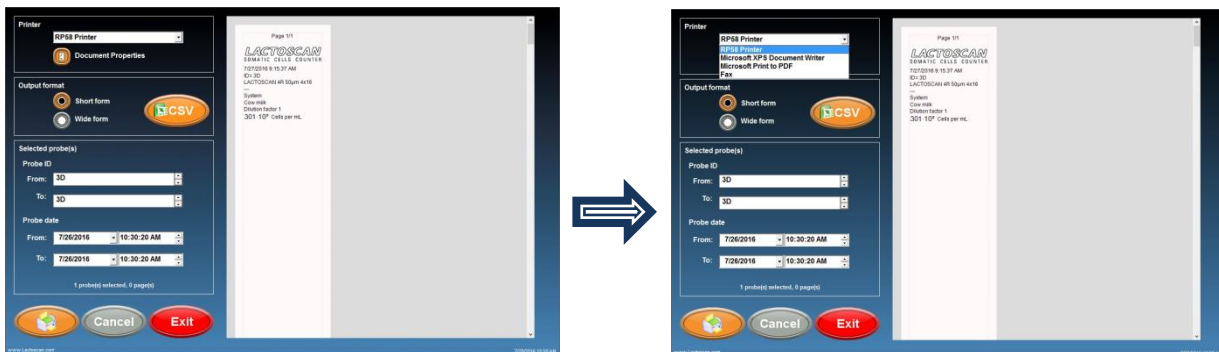 Printer
RP58 Printer
Document Properties
Output format
Short form
Wide form
CSV
Selected probe(s)
Probe ID
From: 3D
To: 3D
Probe date
From: 7/26/2016 10:30:20 AM
To: 7/26/2016 10:30:20 AM
1 probe(s) selected, 0 page(s)
Cancel
Exit
www.Lactoscan.com
Page 1/1
LACTOSCAN
SOMATIC CELLS COUNTER
7/27/2016 9:15:37 AM
ID= 3D
LACTOSCAN 4R 50µm 4x16
---
System
Cow milk
Dilution factor 1
301·10³ Cells per mL
Printer
RP58 Printer
RP58 Printer
Microsoft XPS Document Writer
Microsoft Print to PDF
Fax
Output format
Short form
Wide form
CSV
Selected probe(s)
Probe ID
From: 3D
To: 3D
Probe date
From: 7/26/2016 10:30:20 AM
To: 7/26/2016 10:30:20 AM
1 probe(s) selected, 0 page(s)
Cancel
Exit
Page 1/1
LACTOSCAN
SOMATIC CELLS COUNTER
7/27/2016 9:15:37 AM
ID= 3D
LACTOSCAN 4R 50µm 4x16
---
System
Cow milk
Dilution factor 1
301·10³ Cells per mL